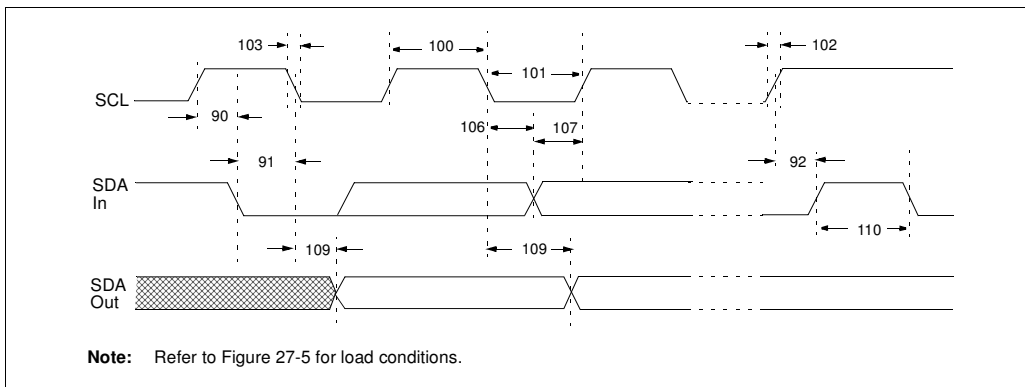 103
100
102
101
SCL
90
106
107
91
92
SDA
In
110
109
109
SDA
Out
Note: Refer to Figure 27-5 for load conditions.